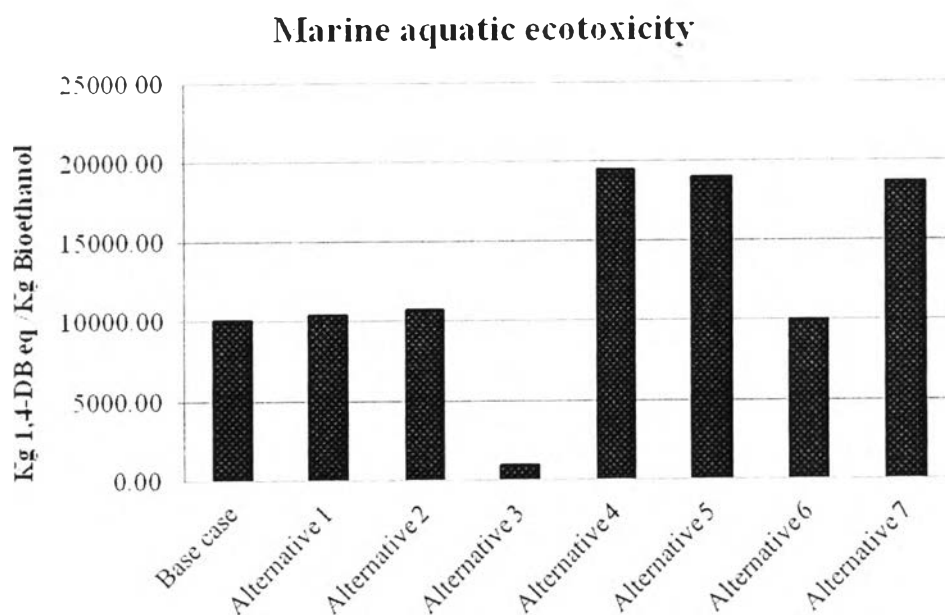 Marine aquatic ecotoxicity
Kg 1,4-DB eq /Kg Bioethanol
25000.00
20000.00
15000.00
10000.00
5000.00
0.00
Base case
Alternative 1
Alternative 2
Alternative 3
Alternative 4
Alternative 5
Alternative 6
Alternative 7